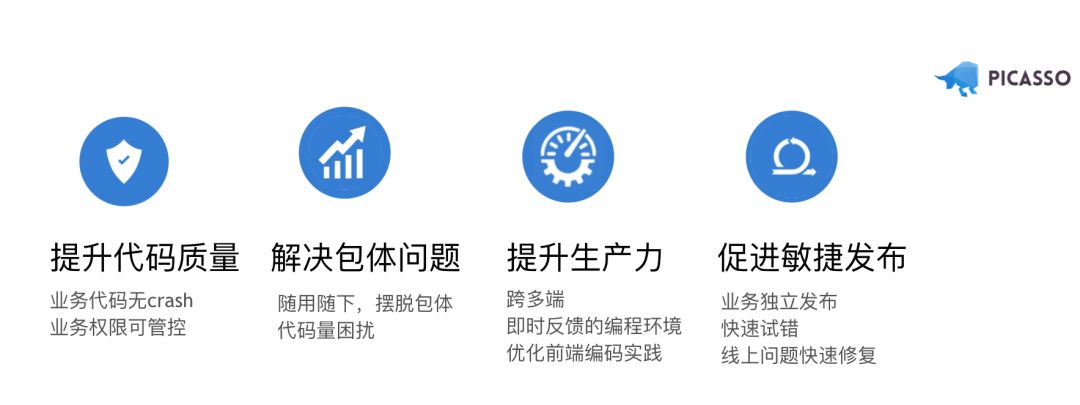 PICASSO
提升代码质量
业务代码无crash
业务权限可管控
解决包体问题
随用随下，摆脱包体
代码量困扰
提升生产力
跨多端
即时反馈的编程环境
优化前端编码实践
促进敏捷发布
业务独立发布
快速试错
线上问题快速修复